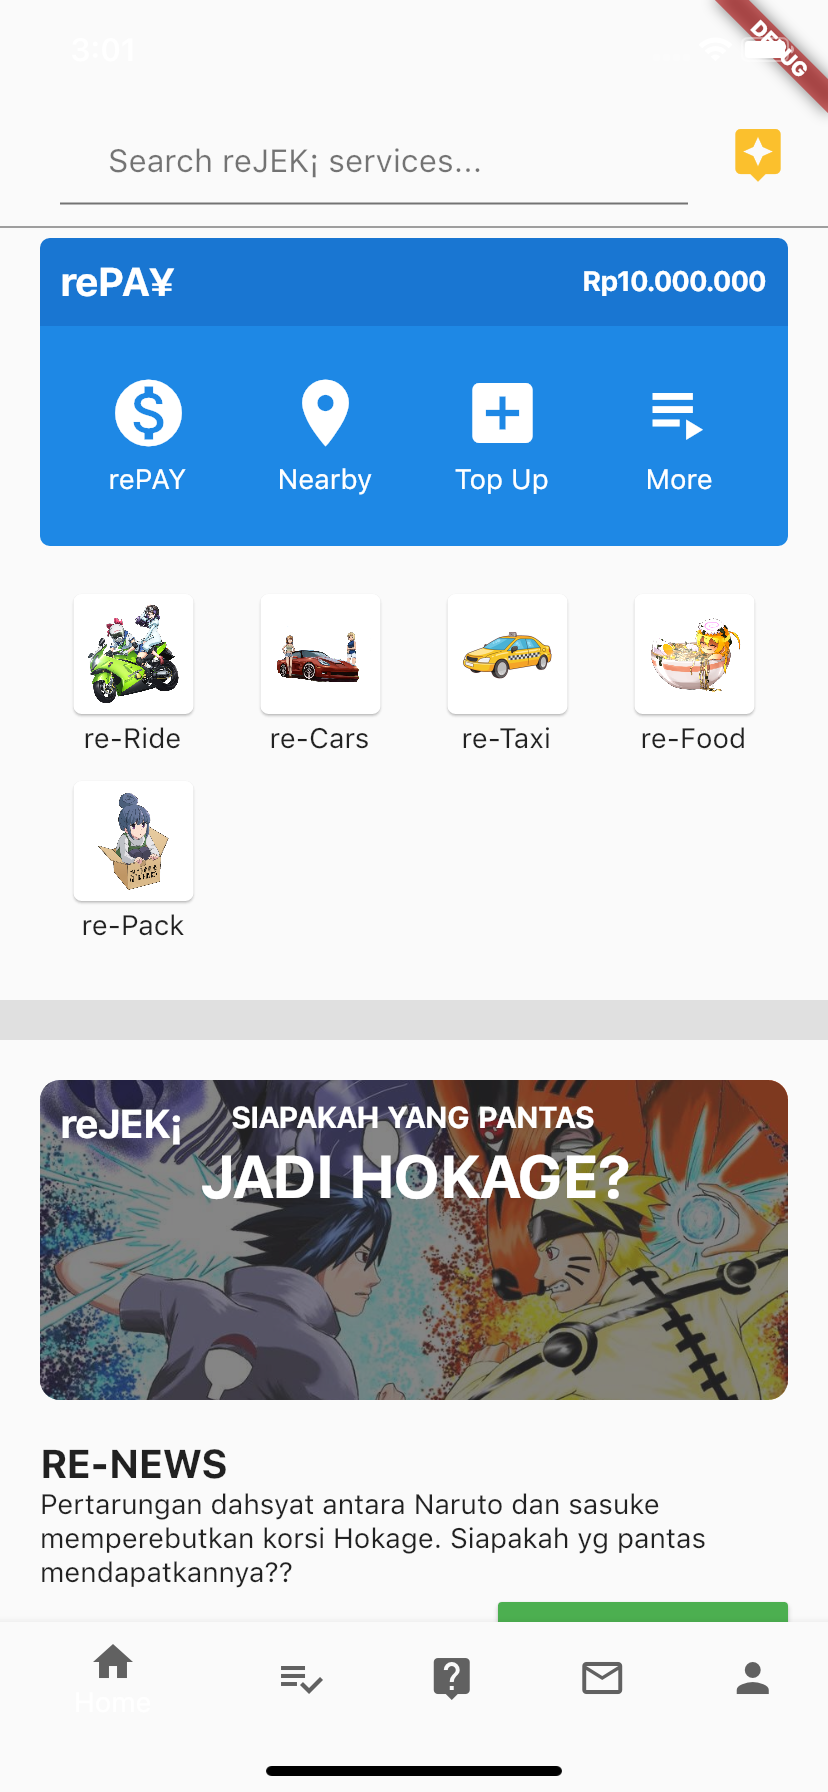 3:01
DEBUG
Search reJEK¡ services...
rePA¥
Rp10.000.000
rePAY
Nearby
Top Up
More
re-Ride
re-Cars
re-Taxi
re-Food
re-Pack
reJEK¡
SIAPAKAH YANG PANTAS
JADI HOKAGE?
RE-NEWS
Pertarungan dahsyat antara Naruto dan sasuke
memperebutkan korsi Hokage. Siapakah yg pantas
mendapatkannya??
Home